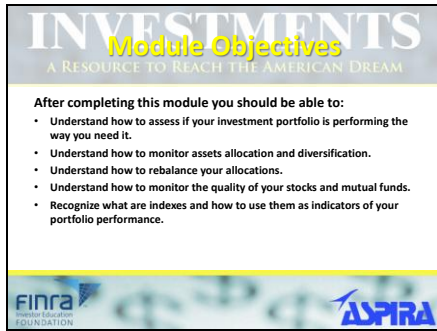 INVESTMENTS
Module Objectives
A RESOURCE TO REACH THE AMERICAN DREAM
After completing this module you should be able to:
• Understand how to assess if your investment portfolio is performing the
way you need it.
• Understand how to monitor assets allocation and diversification.
• Understand how to rebalance your allocations.
• Understand how to monitor the quality of your stocks and mutual funds.
• Recognize what are indexes and how to use them as indicators of your
portfolio performance.
Finra
Investor Education
FOUNDATION
ASPIRA